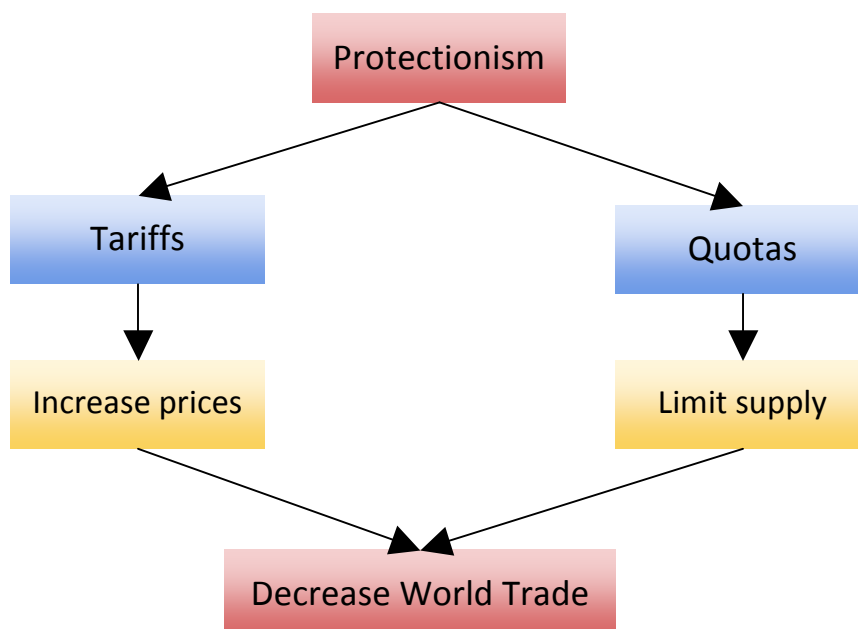 Protectionism
Tariffs
Quotas
Increase prices
Limit supply
Decrease World Trade